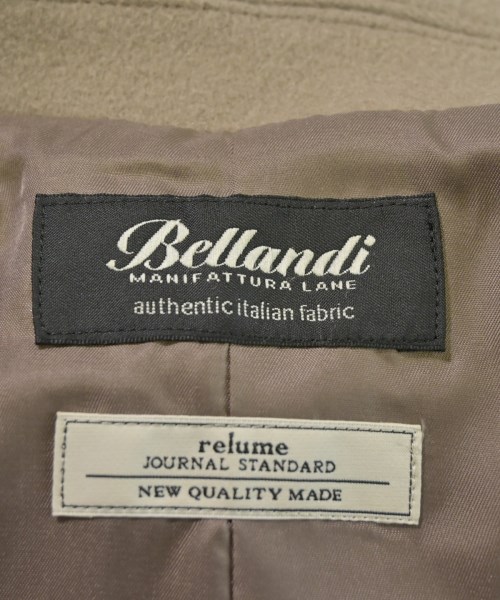 Bellandi
MANIFATTURA LANE
authentic italian fabric
relume
JOURNAL STANDARD
NEW QUALITY MADE